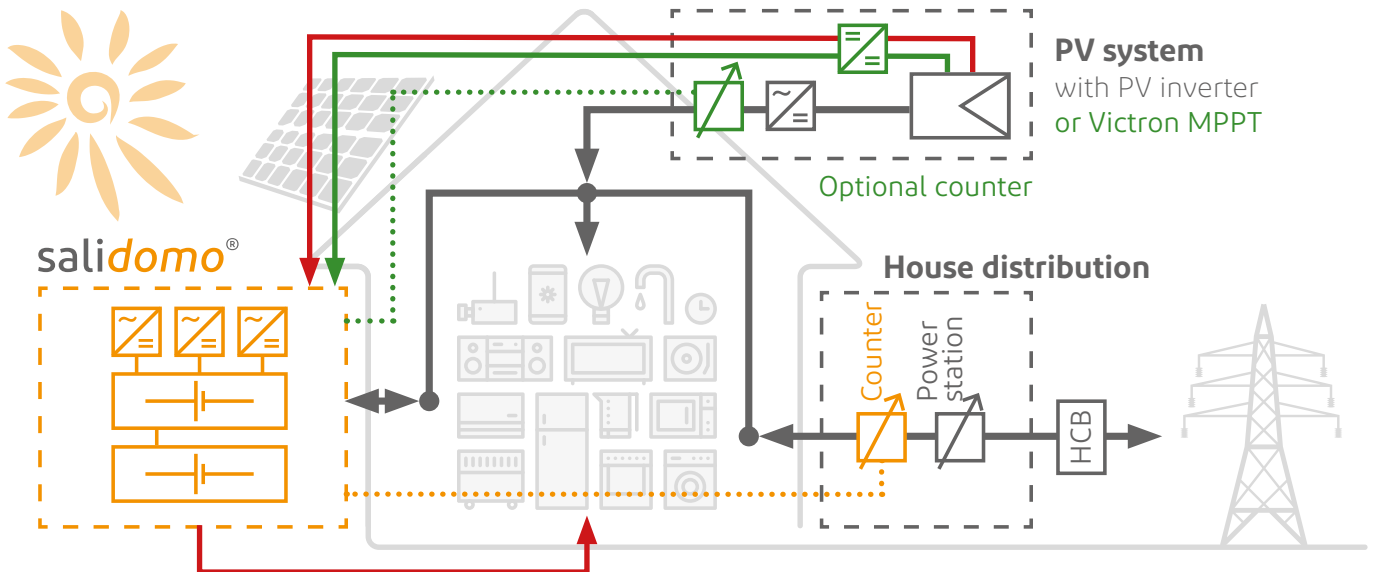 PV system
with PV inverter
or Victron MPPT
Optional counter
salidomo®
House distribution
Counter
Power
station
HCB